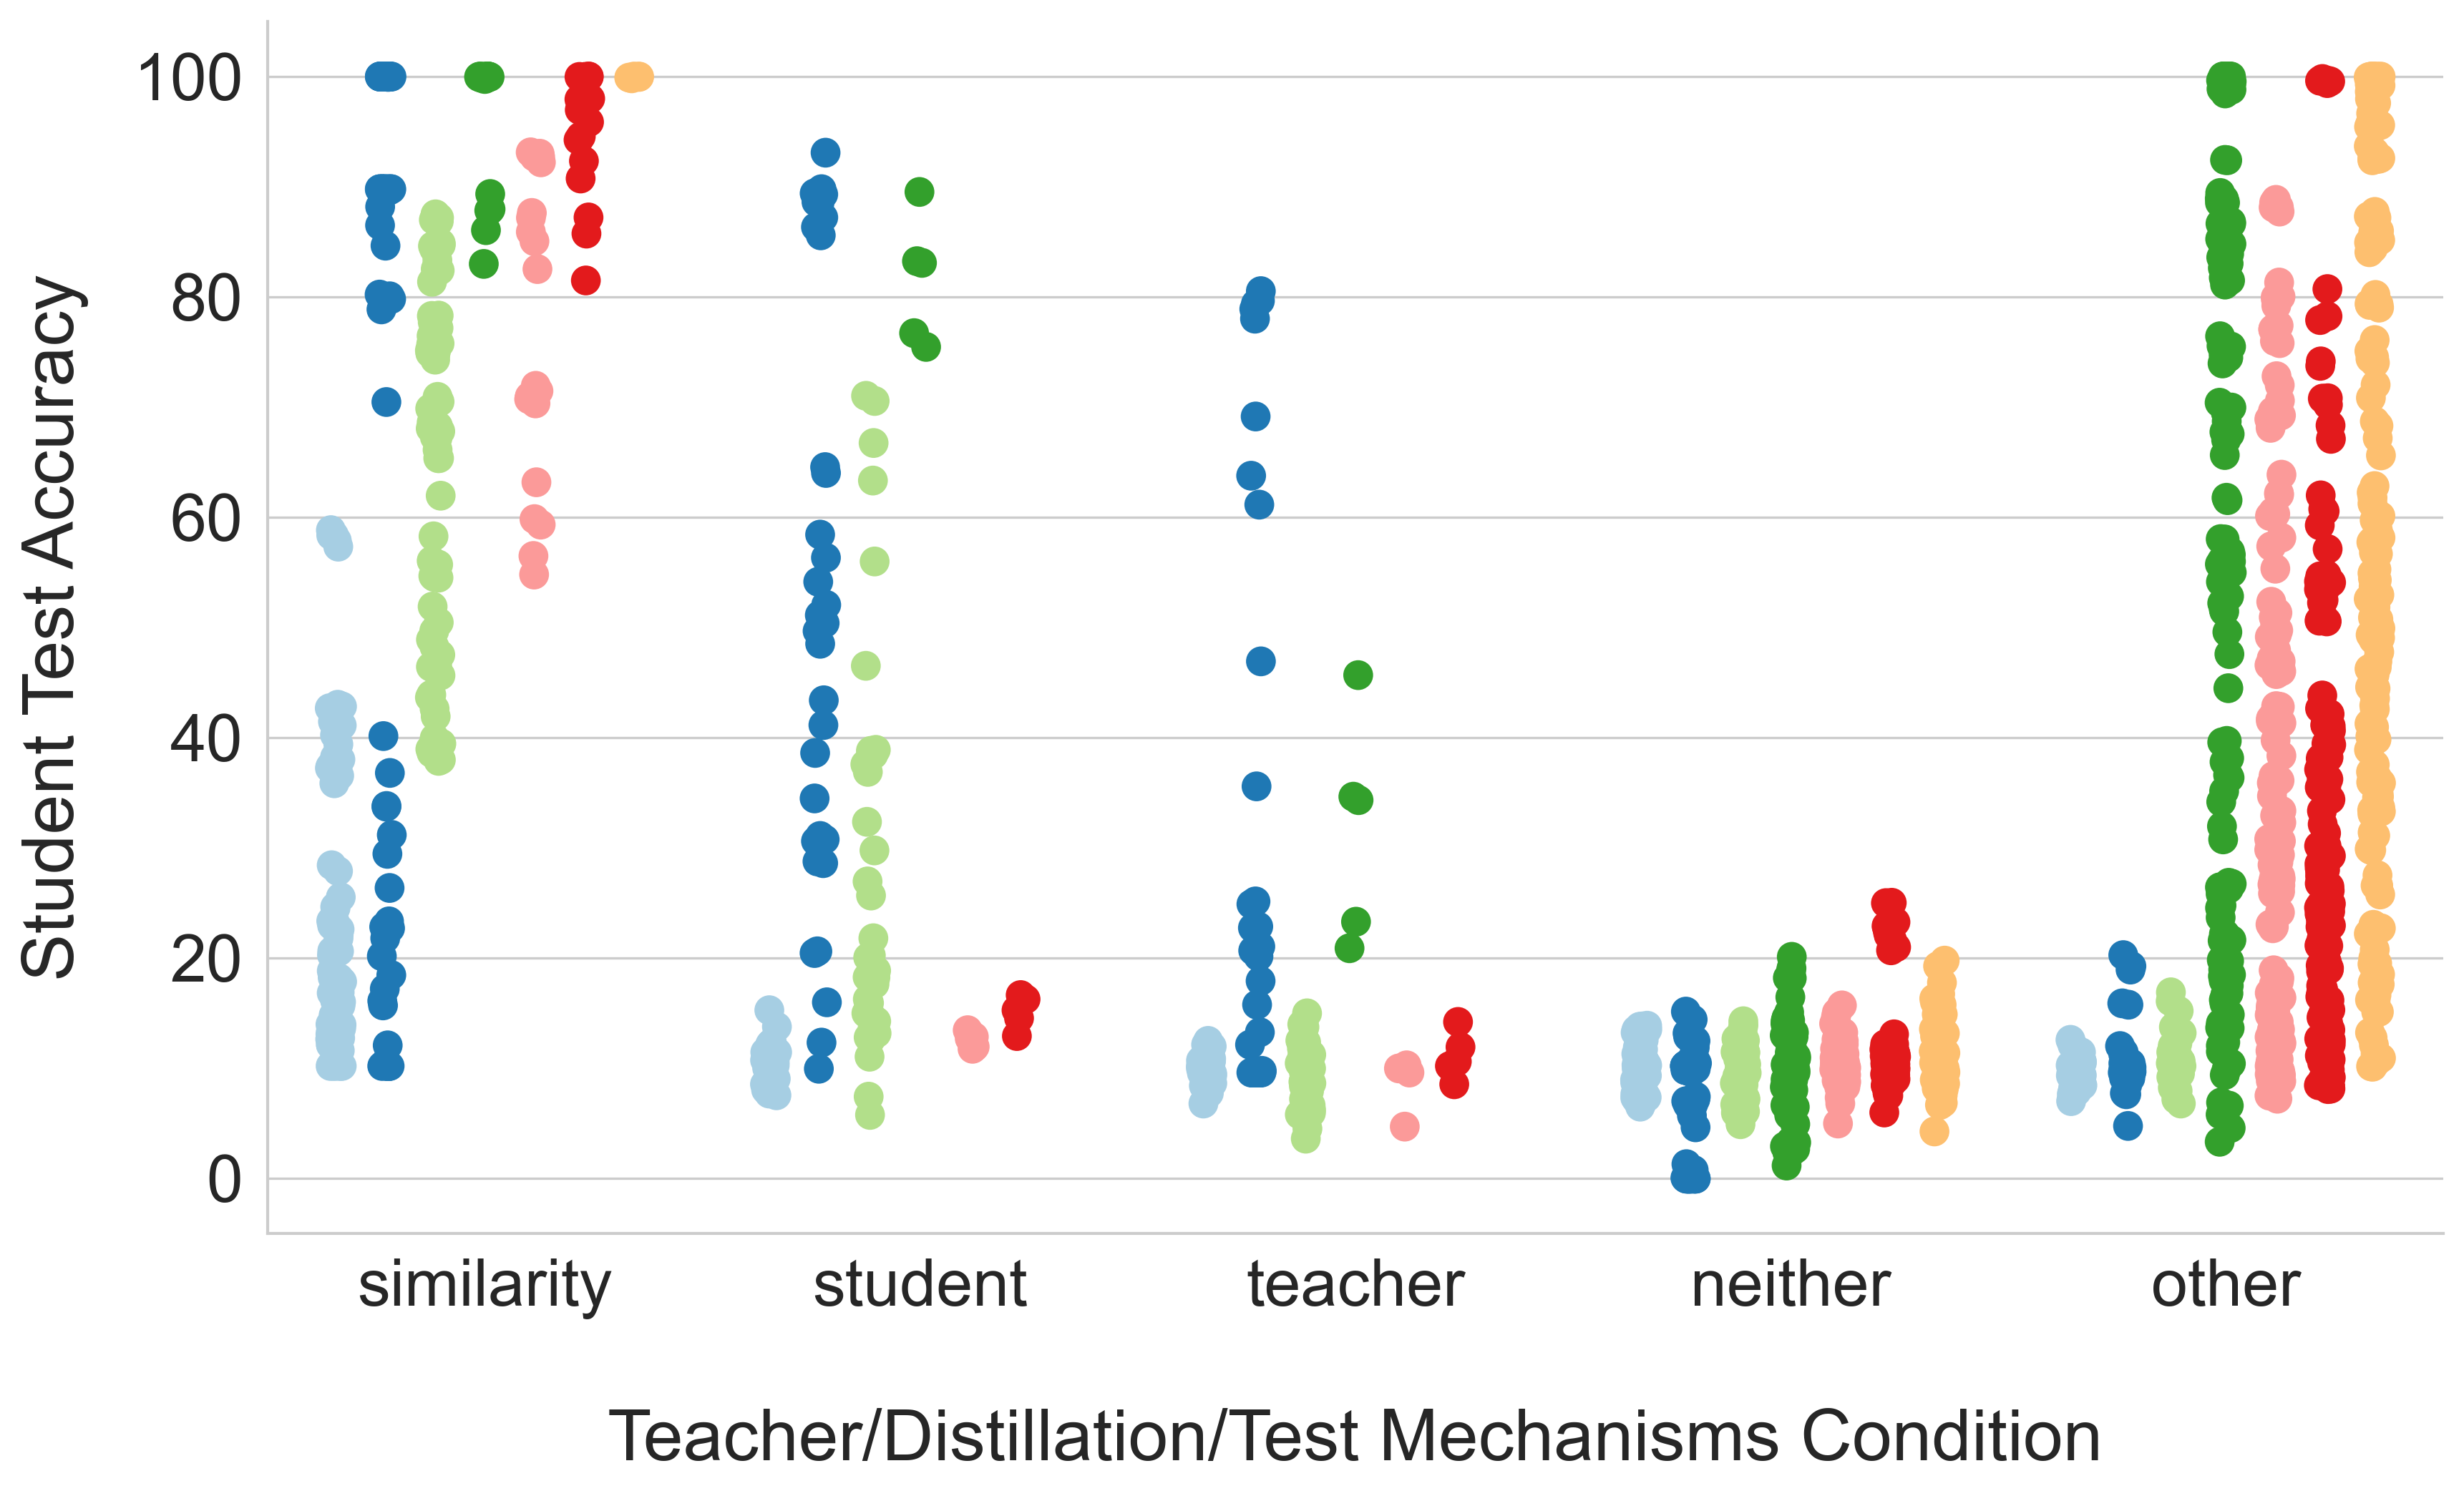 Student Test Accuracy
100
80
60
40
20
0
similarity student teacher neither other
Teacher/Distillation/Test Mechanisms Condition